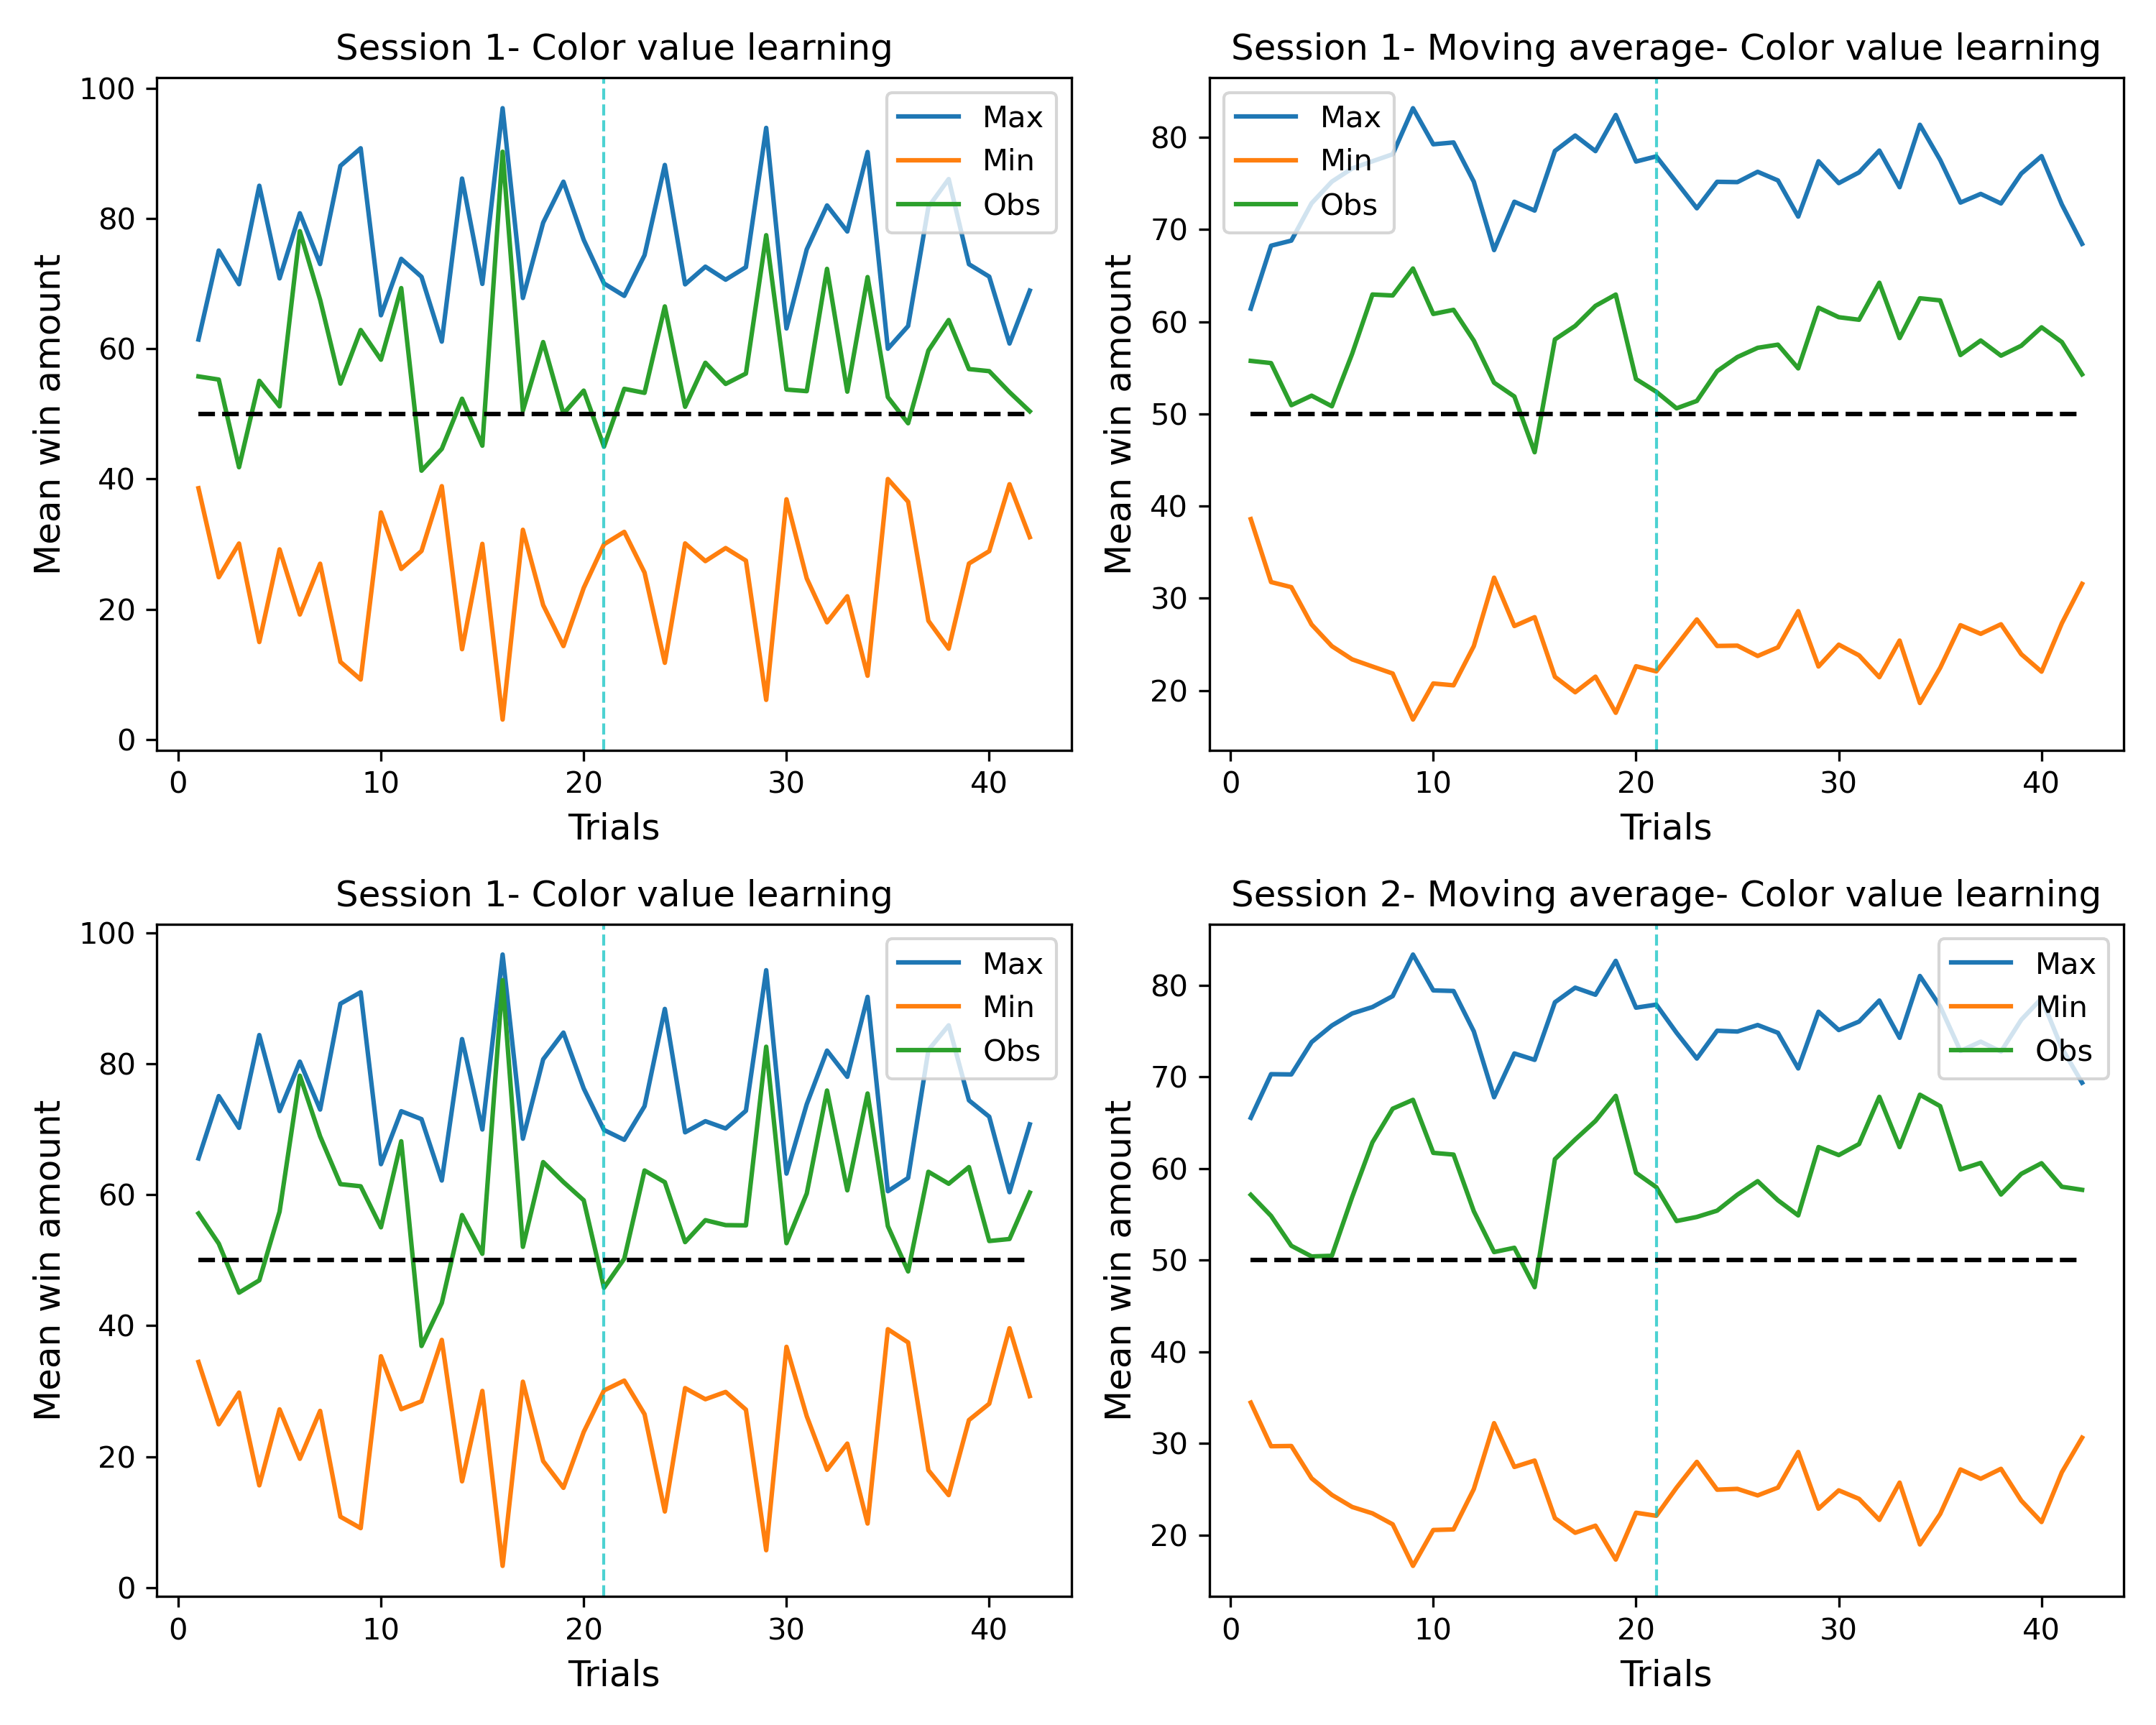 Session 1- Color value learning
Mean win amount
100
80
60
40
20
0
Max
Min
Obs
0 10 20 30 40
Trials
Session 1- Moving average- Color value learning
Mean win amount
80
70
60
50
40
30
20
Max
Min
Obs
0 10 20 30 40
Trials
Session 1- Color value learning
Mean win amount
100
80
60
40
20
0
Max
Min
Obs
0 10 20 30 40
Trials
Session 2- Moving average- Color value learning
Mean win amount
80
70
60
50
40
30
20
Max
Min
Obs
0 10 20 30 40
Trials